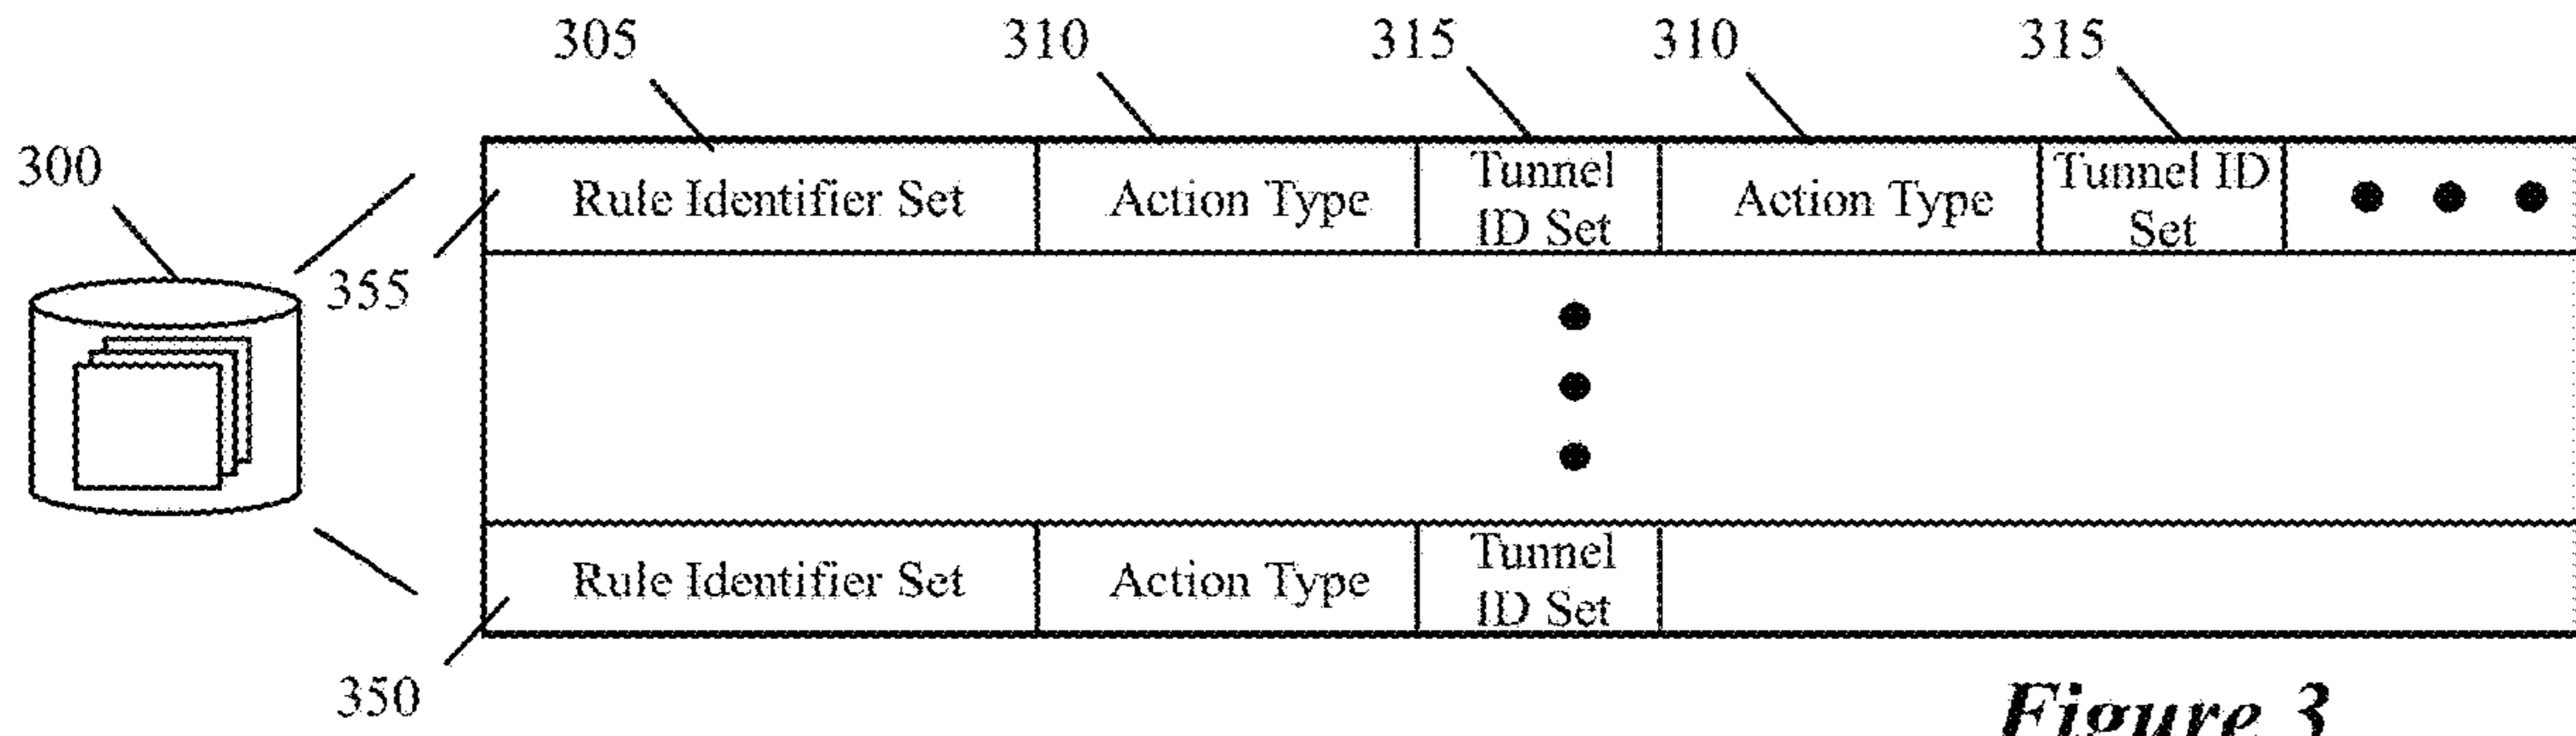 305 310 315 310 315
300
Rule Identifier Set Action Type Tunnel ID Set Action Type Tunnel ID Set
355
Rule Identifier Set Action Type Tunnel ID Set
350
Figure 3